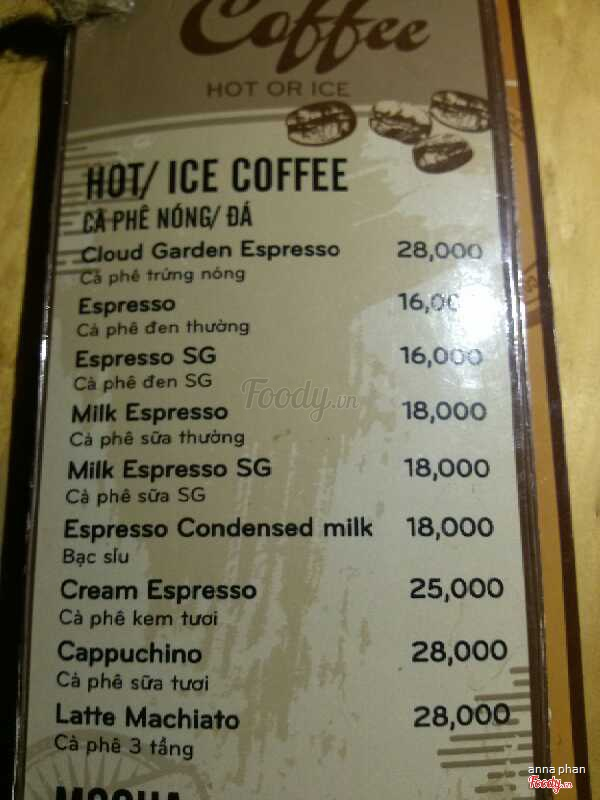 Coffee
HOT OR ICE
HOT/ ICE COFFEE
CÀ PHÊ NÓNG/ ĐÁ
Cloud Garden Espresso 28,000
Cà phê trứng nóng
Espresso 16,00
Cà phê đen thường
Espresso SG 16,000
Cà phê đen SG
Foody.vn
Milk Espresso 18,000
Cà phê sữa thường
Milk Espresso SG 18,000
Cà phê sữa SG
Espresso Condensed milk 18,000
Bạc sỉu
Cream Espresso 25,000
Cà phê kem tươi
Cappuchino 28,000
Cà phê sữa tươi
Latte Machiato 28,000
Cà phê 3 tầng
MOCHA
anna phan
Foody.vn